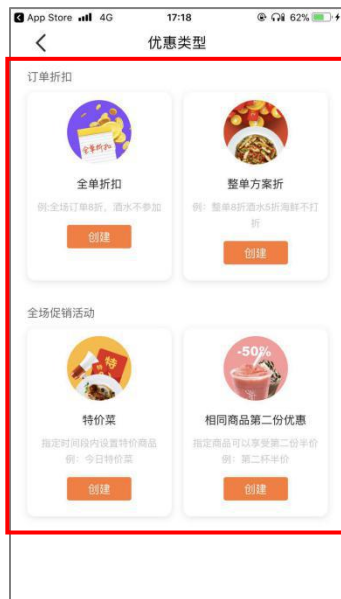 App Store 4G 17:18 62%
优惠类型
订单折扣
全单折扣
全单折扣
例:全场订单8折，酒水不参加
创建
整单方案折
例：整单8折酒水5折海鲜不打
折
创建
全场促销活动
特
特价菜
指定时间段内设置特价商品
例：今日特价菜
创建
-50%
相同商品第二份优惠
指定商品可以享受第二份半价
例：第二杯半价
创建